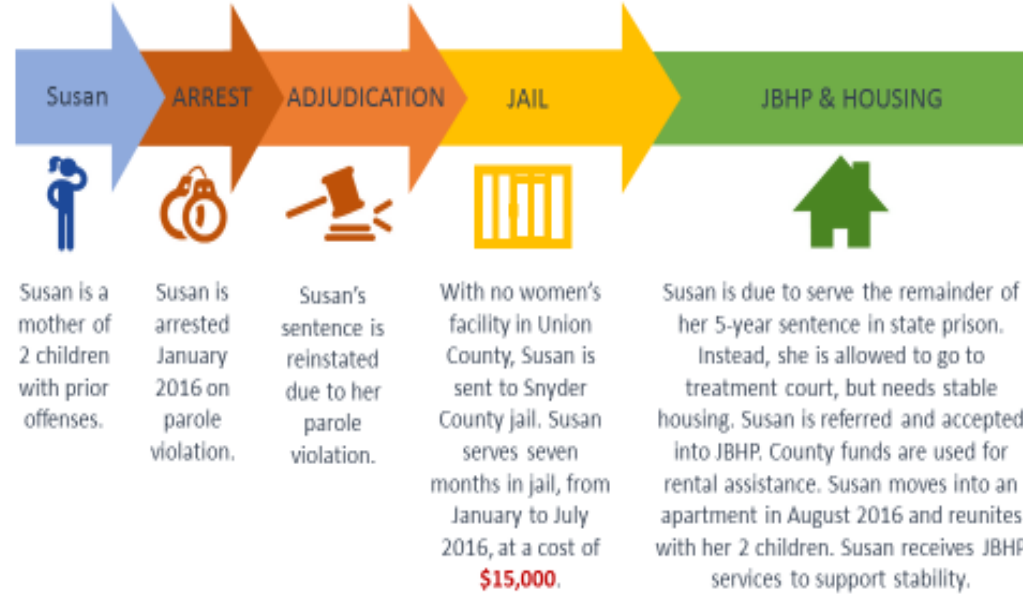 Susan
ARREST
ADJUDICATION
JAIL
JBHP & HOUSING
Susan is a
mother of
2 children
with prior
offenses.
Susan is
arrested
January
2016 on
parole
violation.
Susan's
sentence is
reinstated
due to her
parole
violation.
With no women's
facility in Union
County, Susan is
sent to Snyder
County jail. Susan
serves seven
months in jail, from
January to July
2016, at a cost of
$15,000.
Susan is due to serve the remainder of
her 5-year sentence in state prison.
Instead, she is allowed to go to
treatment court, but needs stable
housing. Susan is referred and accepted
into JBHP. County funds are used for
rental assistance. Susan moves into an
apartment in August 2016 and reunites
with her 2 children. Susan receives JBHP
services to support stability.